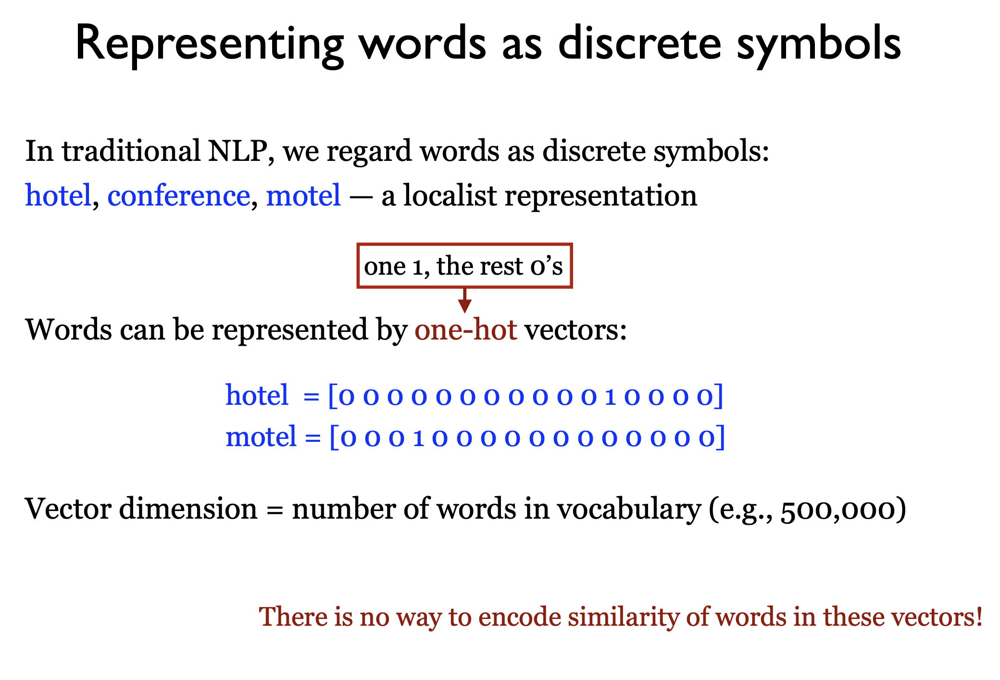 Representing words as discrete symbols
In traditional NLP, we regard words as discrete symbols:
hotel, conference, motel — a localist representation
one 1, the rest 0’s
Words can be represented by one-hot vectors:
hotel = [0 0 0 0 0 0 0 0 0 0 0 1 0 0 0 0]
motel = [0 0 0 1 0 0 0 0 0 0 0 0 0 0 0 0]
Vector dimension = number of words in vocabulary (e.g., 500,000)
There is no way to encode similarity of words in these vectors!